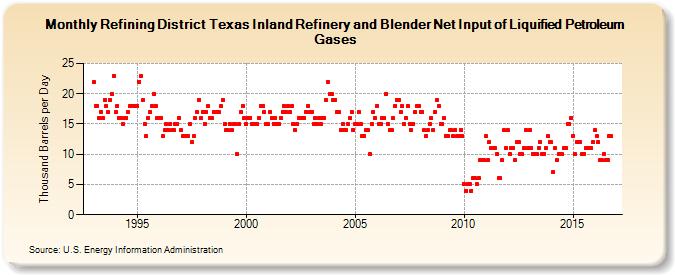 Monthly Refining District Texas Inland Refinery and Blender Net Input of Liquified Petroleum
Gases
Thousand Barrels per Day
25
20
15
10
5
0
1995
2000
2005
2010
2015
Source: U.S. Energy Information Administration